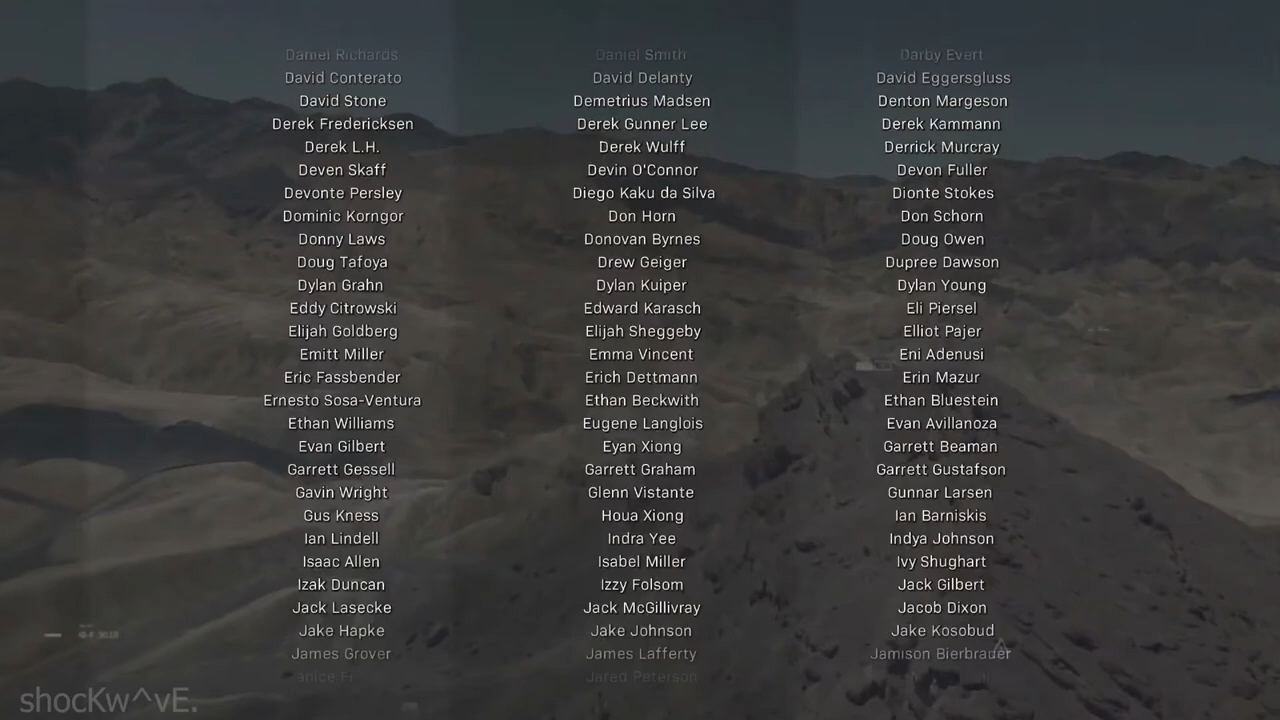 Daniel Richards Daniel Smith Darby Evert
David Conterato David Delanty David Eggersgluss
David Stone Demetrius Madsen Denton Margeson
Derek Fredericksen Derek Gunner Lee Derek Kammann
Derek L.H. Derek Wulff Derrick Murcray
Deven Skaff Devin O'Connor Devon Fuller
Devonte Persley Diego Kaku da Silva Dionte Stokes
Dominic Korngor Don Horn Don Schorn
Donny Laws Donovan Byrnes Doug Owen
Doug Tafoya Drew Geiger Dupree Dawson
Dylan Grahn Dylan Kuiper Dylan Young
Eddy Citrowski Edward Karasch Eli Piersel
Elijah Goldberg Elijah Sheggeby Elliot Pajer
Emitt Miller Emma Vincent Eni Adenusi
Eric Fassbender Erich Dettmann Erin Mazur
Ernesto Sosa-Ventura Ethan Beckwith Ethan Bluestein
Ethan Williams Eugene Langlois Evan Avillanoza
Evan Gilbert Eyan Xiong Garrett Beaman
Garrett Gessell Garrett Graham Garrett Gustafson
Gavin Wright Glenn Vistante Gunnar Larsen
Gus Kness Houa Xiong Ian Barniskis
Ian Lindell Indra Yee Indya Johnson
Isaac Allen Isabel Miller Ivy Shughart
Izak Duncan Izzy Folsom Jack Gilbert
Jack Lasecke Jack McGillivray Jacob Dixon
Jake Hapke Jake Johnson Jake Kosobud
James Grover James Lafferty Jamison Bierbrauer
Jared Peterson
shocKw^vE.